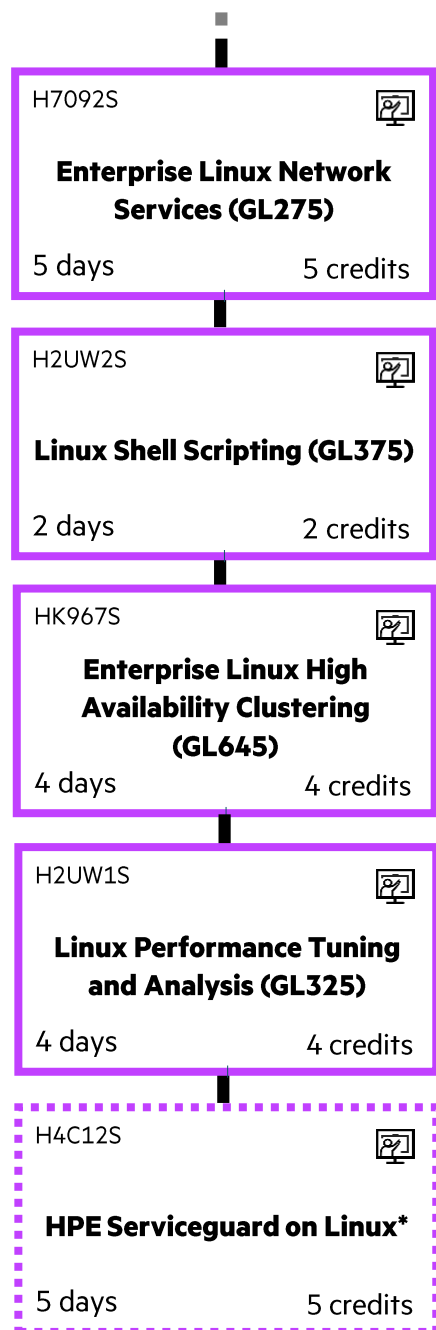 H7092S
Enterprise Linux Network
Services (GL275)
5 days
5 credits
H2UW2S
Linux Shell Scripting (GL375)
2 days
2 credits
HK967S
Enterprise Linux High
Availability Clustering
(GL645)
4 days
4 credits
H2UW1S
Linux Performance Tuning
and Analysis (GL325)
4 days
4 credits
H4C12S
HPE Serviceguard on Linux*
5 days
5 credits